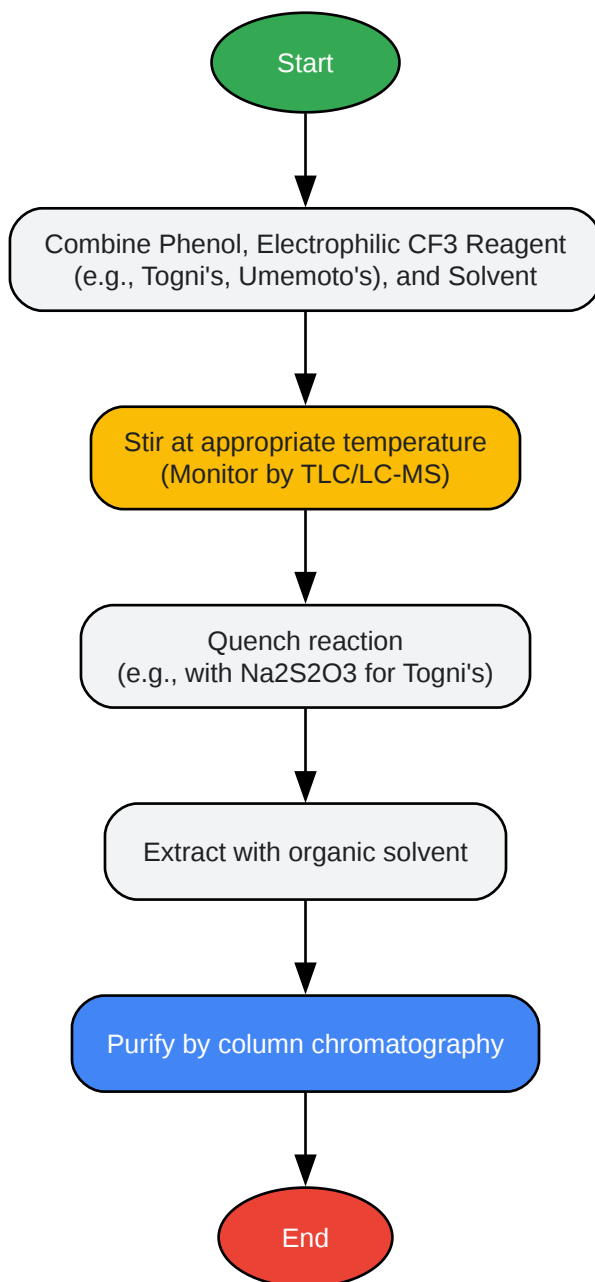 Start
Combine Phenol, Electrophilic CF3 Reagent
(e.g., Togni's, Umemoto's), and Solvent
Stir at appropriate temperature
(Monitor by TLC/LC-MS)
Quench reaction
(e.g., with Na2S2O3 for Togni's)
Extract with organic solvent
Purify by column chromatography
End